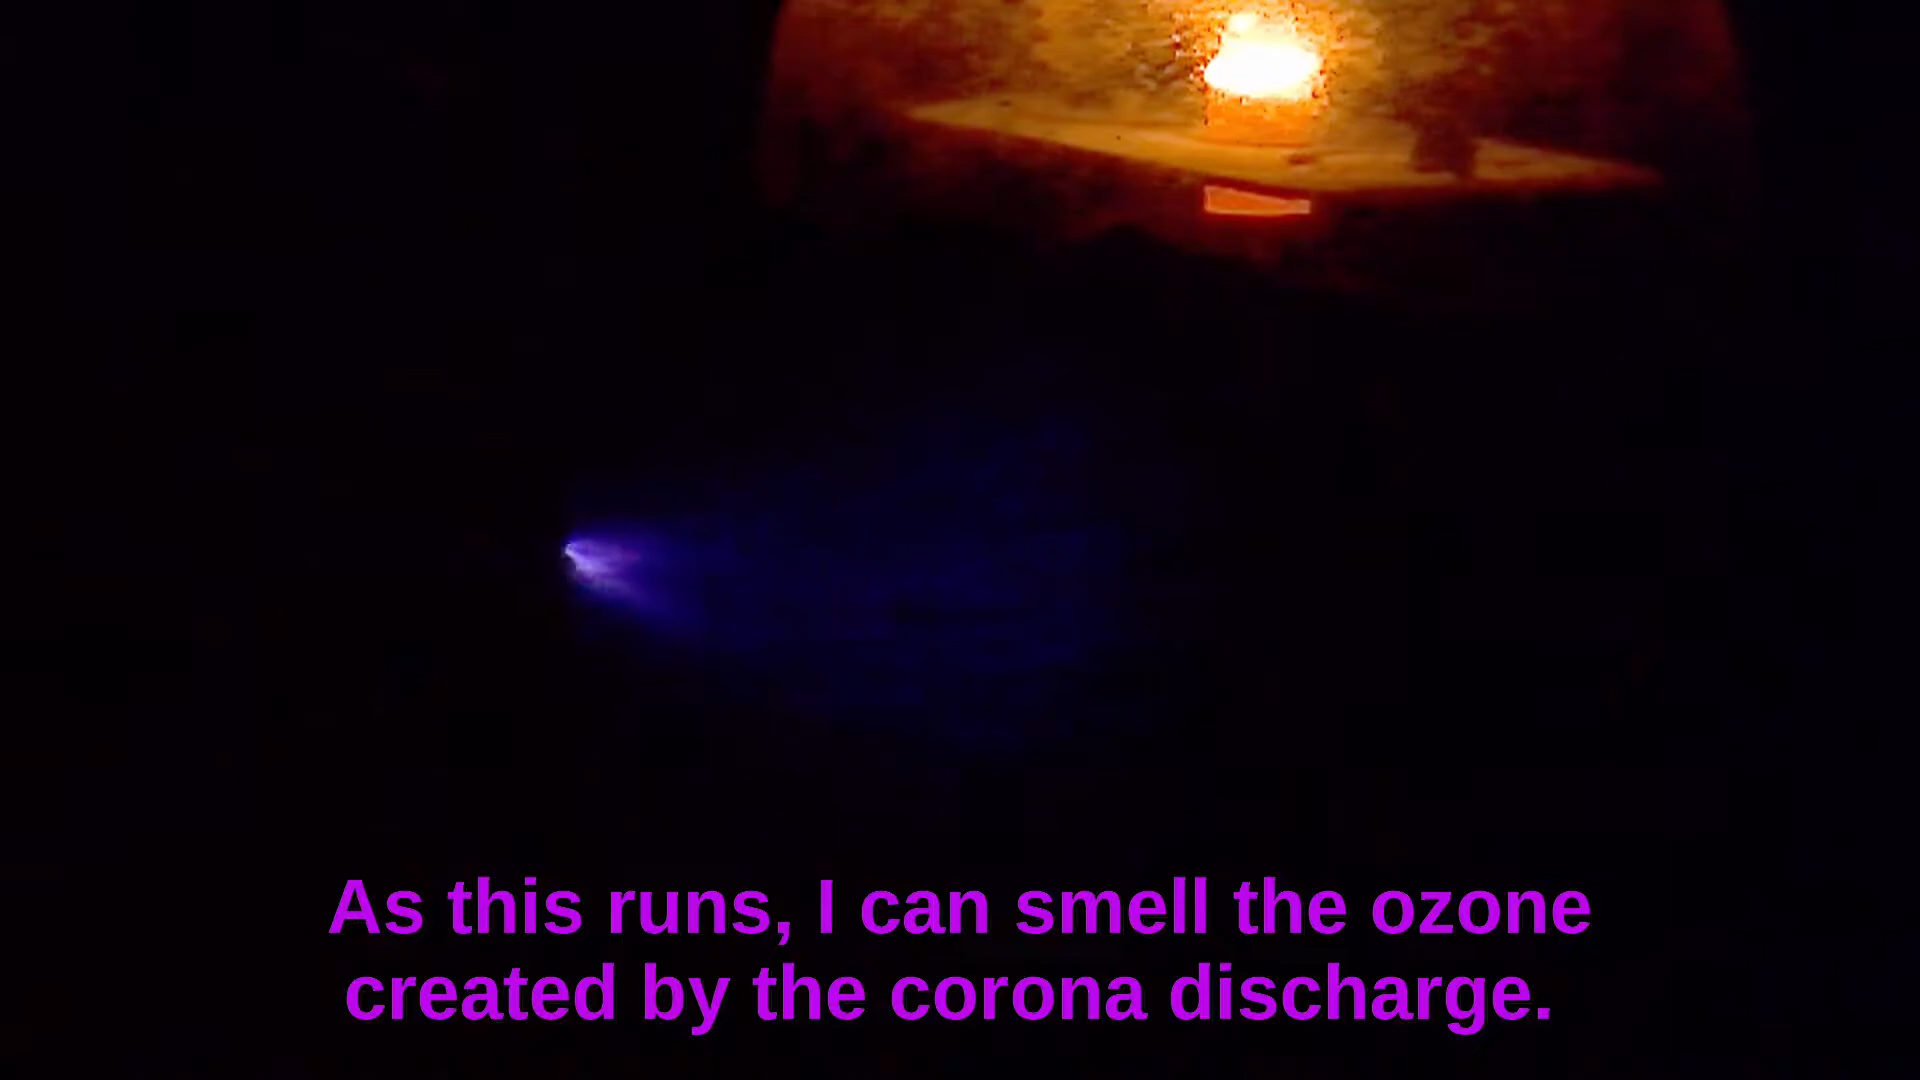 As this runs, I can smell the ozone
created by the corona discharge.